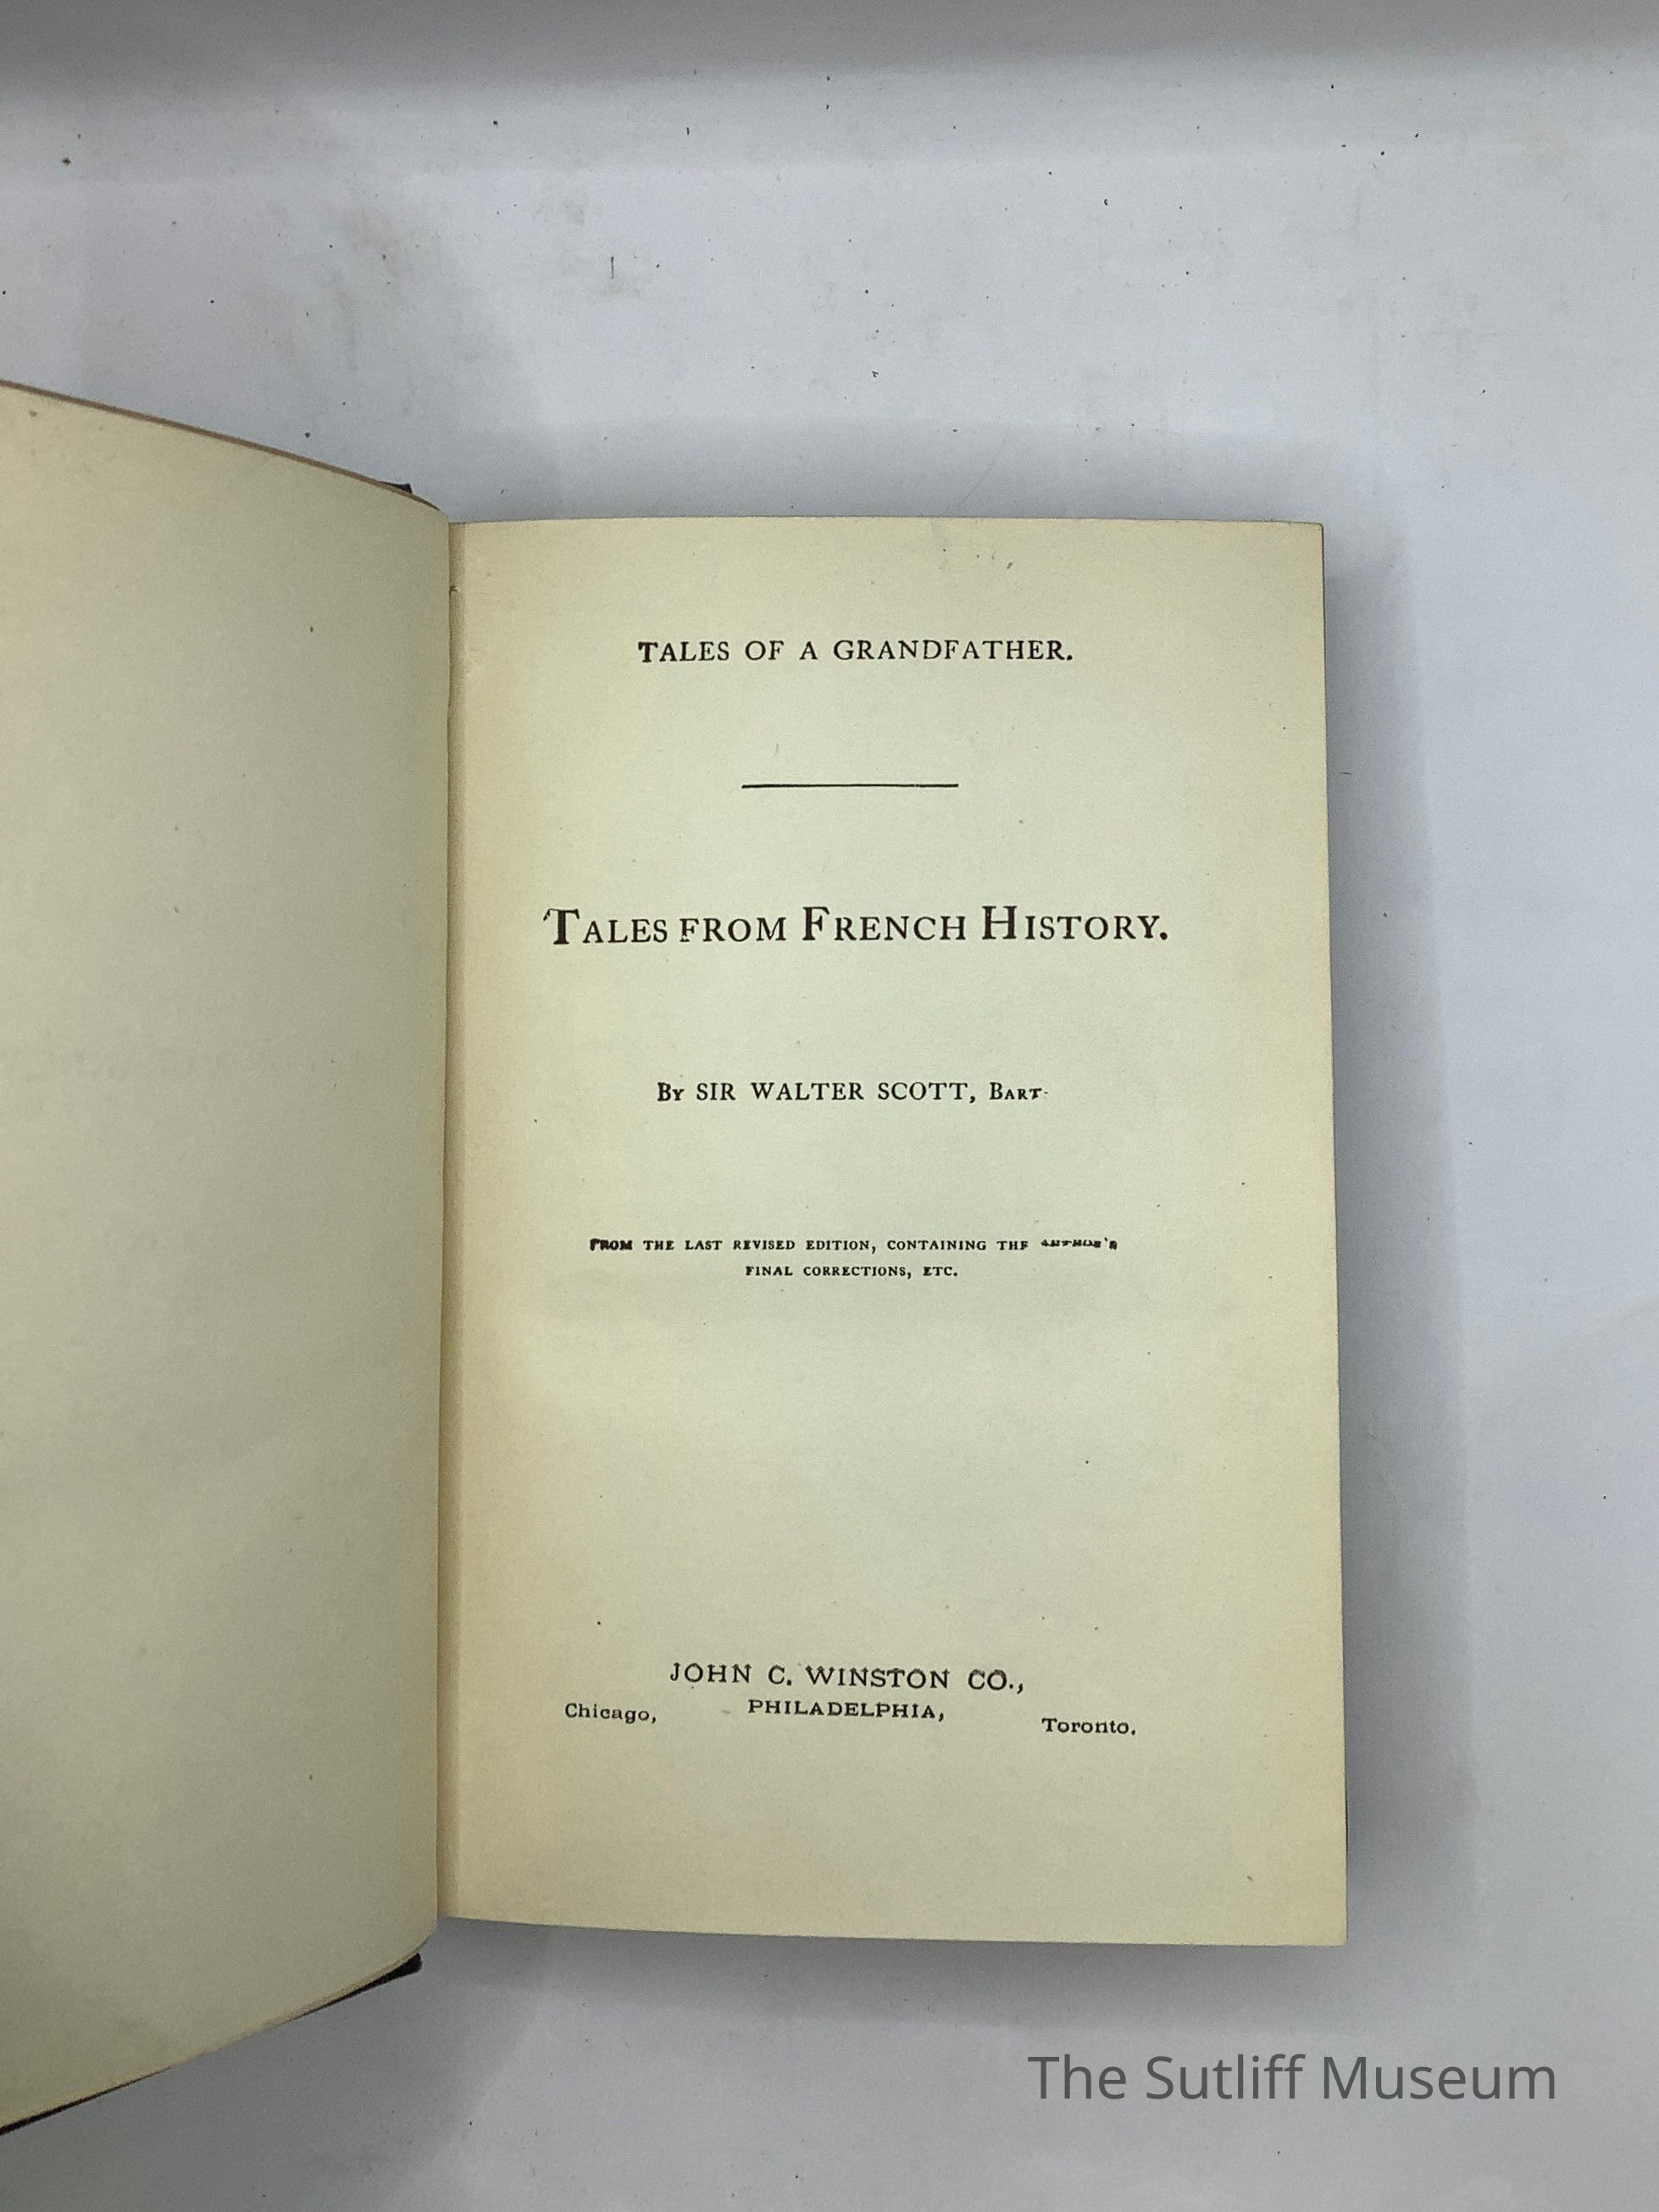 TALES OF A GRANDFATHER.
TALES FROM FRENCH HISTORY.
By SIR WALTER SCOTT, BART.
FROM THE LAST REVISED EDITION, CONTAINING THE AUTHOR'S
FINAL CORRECTIONS, ETC.
JOHN C. WINSTON CO.,
Chicago, PHILADELPHIA, Toronto.
The Sutliff Museum